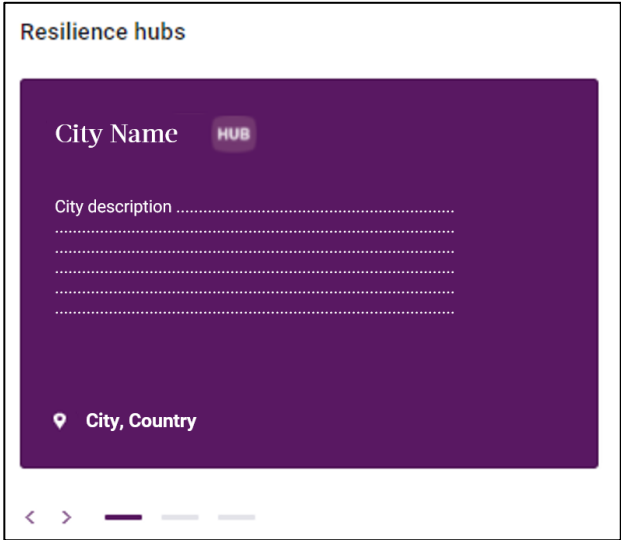 Resilience hubs
City Name HUB
City description ..........................................................
.....................................................................................
.....................................................................................
.....................................................................................
.....................................................................................
.....................................................................................
City, Country